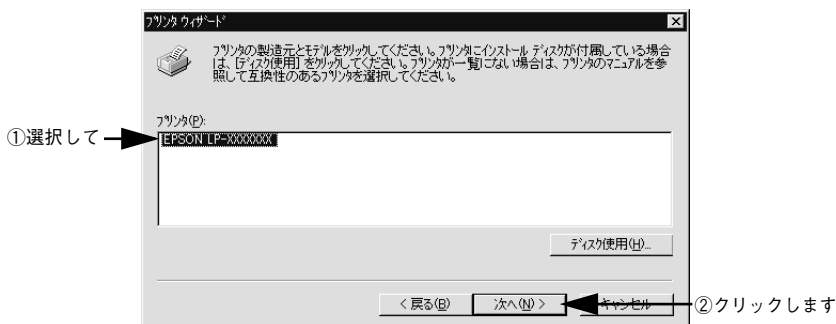 プリンタ ウィザード
プリンタの製造元とモデルをクリックしてください。プリンタにインストール ディスクが付属している場合
は、[ディスク使用] をクリックしてください。プリンタが一覧にない場合は、プリンタのマニュアルを参
照して互換性のあるプリンタを選択してください。
プリンタ(P):
①選択して
EPSON LP-XXXXXXX
ディスク使用(H)...
< 戻る(B)
次へ(N) >
キャンセル
②クリックします